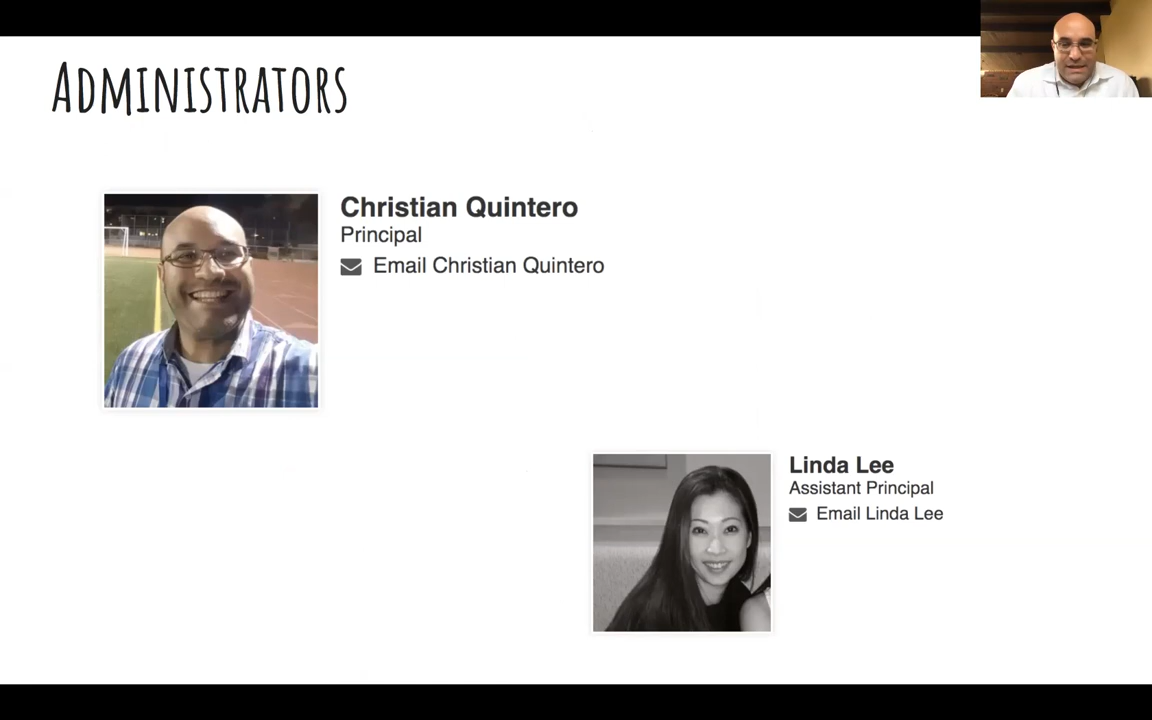 Administrators
Christian Quintero
Principal
Email Christian Quintero
Linda Lee
Assistant Principal
Email Linda Lee